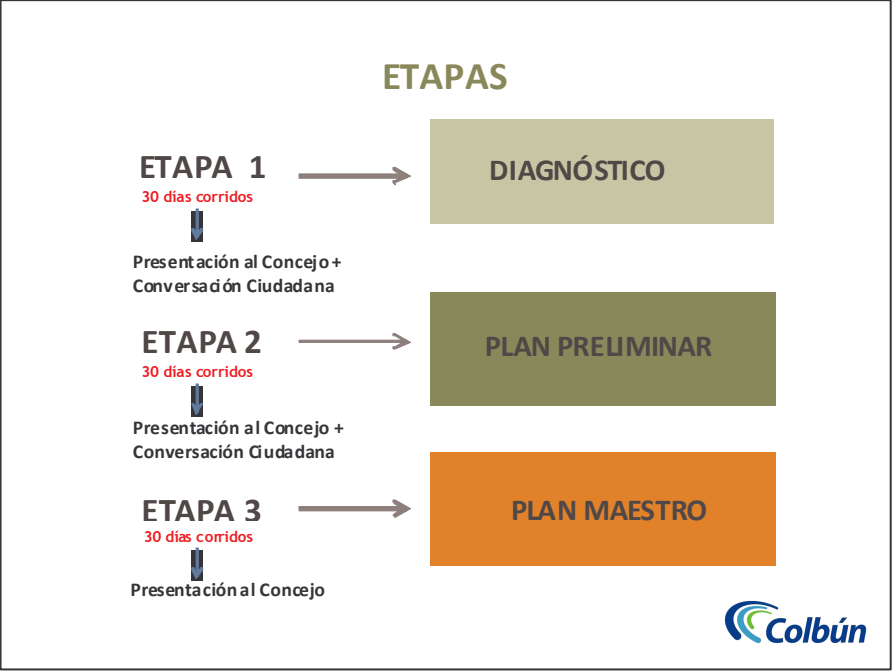 ETAPAS
ETAPA 1
30 días corridos
DIAGNÓSTICO
Presentación al Concejo +
Conversación Ciudadana
ETAPA 2
30 días corridos
PLAN PRELIMINAR
Presentación al Concejo +
Conversación Ciudadana
ETAPA 3
30 días corridos
PLAN MAESTRO
Presentación al Concejo
Colbún